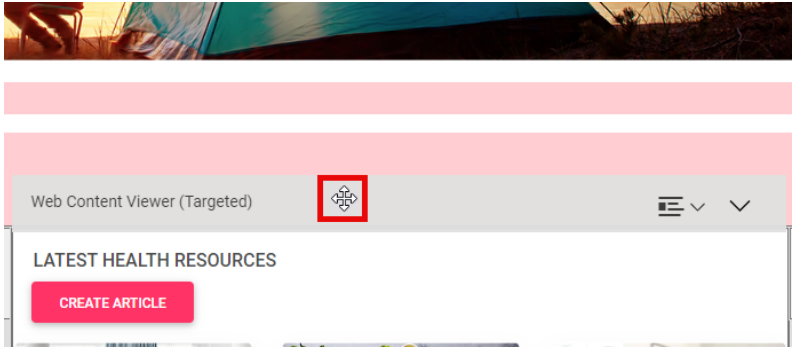 Web Content Viewer (Targeted)
LATEST HEALTH RESOURCES
CREATE ARTICLE